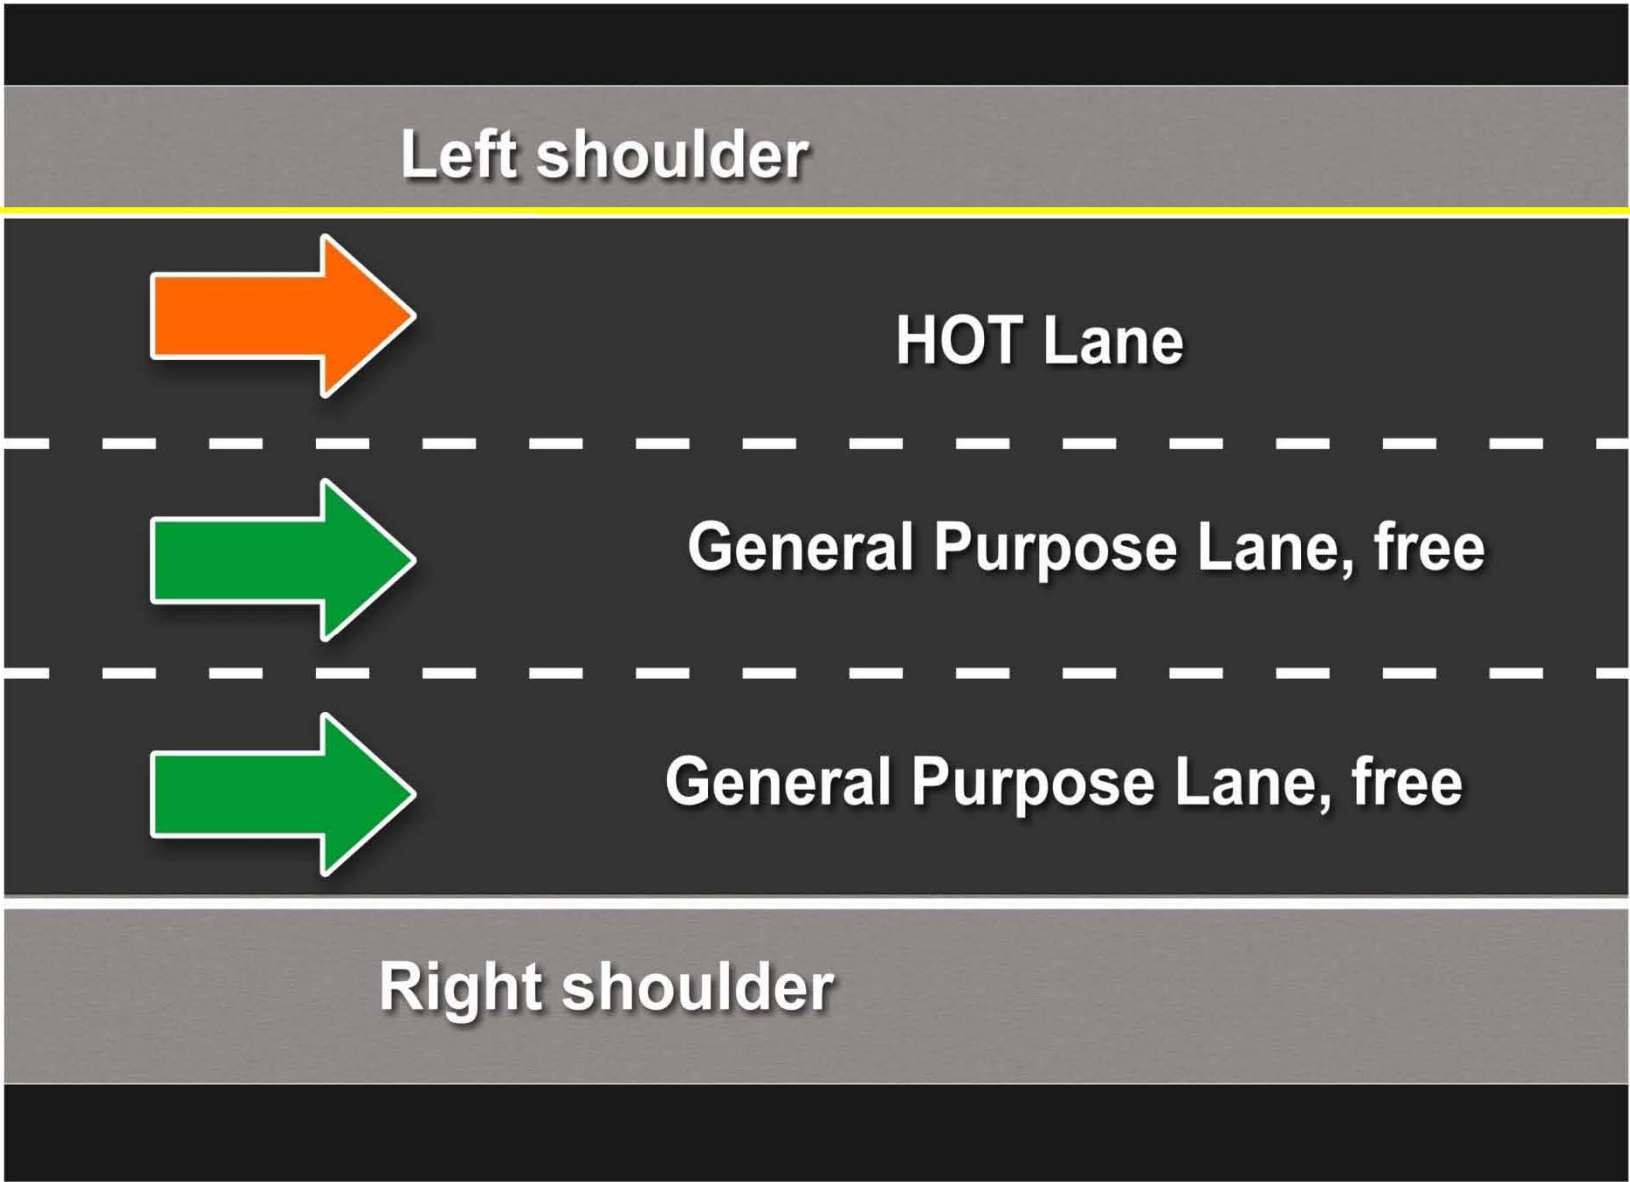 Left shoulder
HOT Lane
General Purpose Lane, free
General Purpose Lane, free
Right shoulder